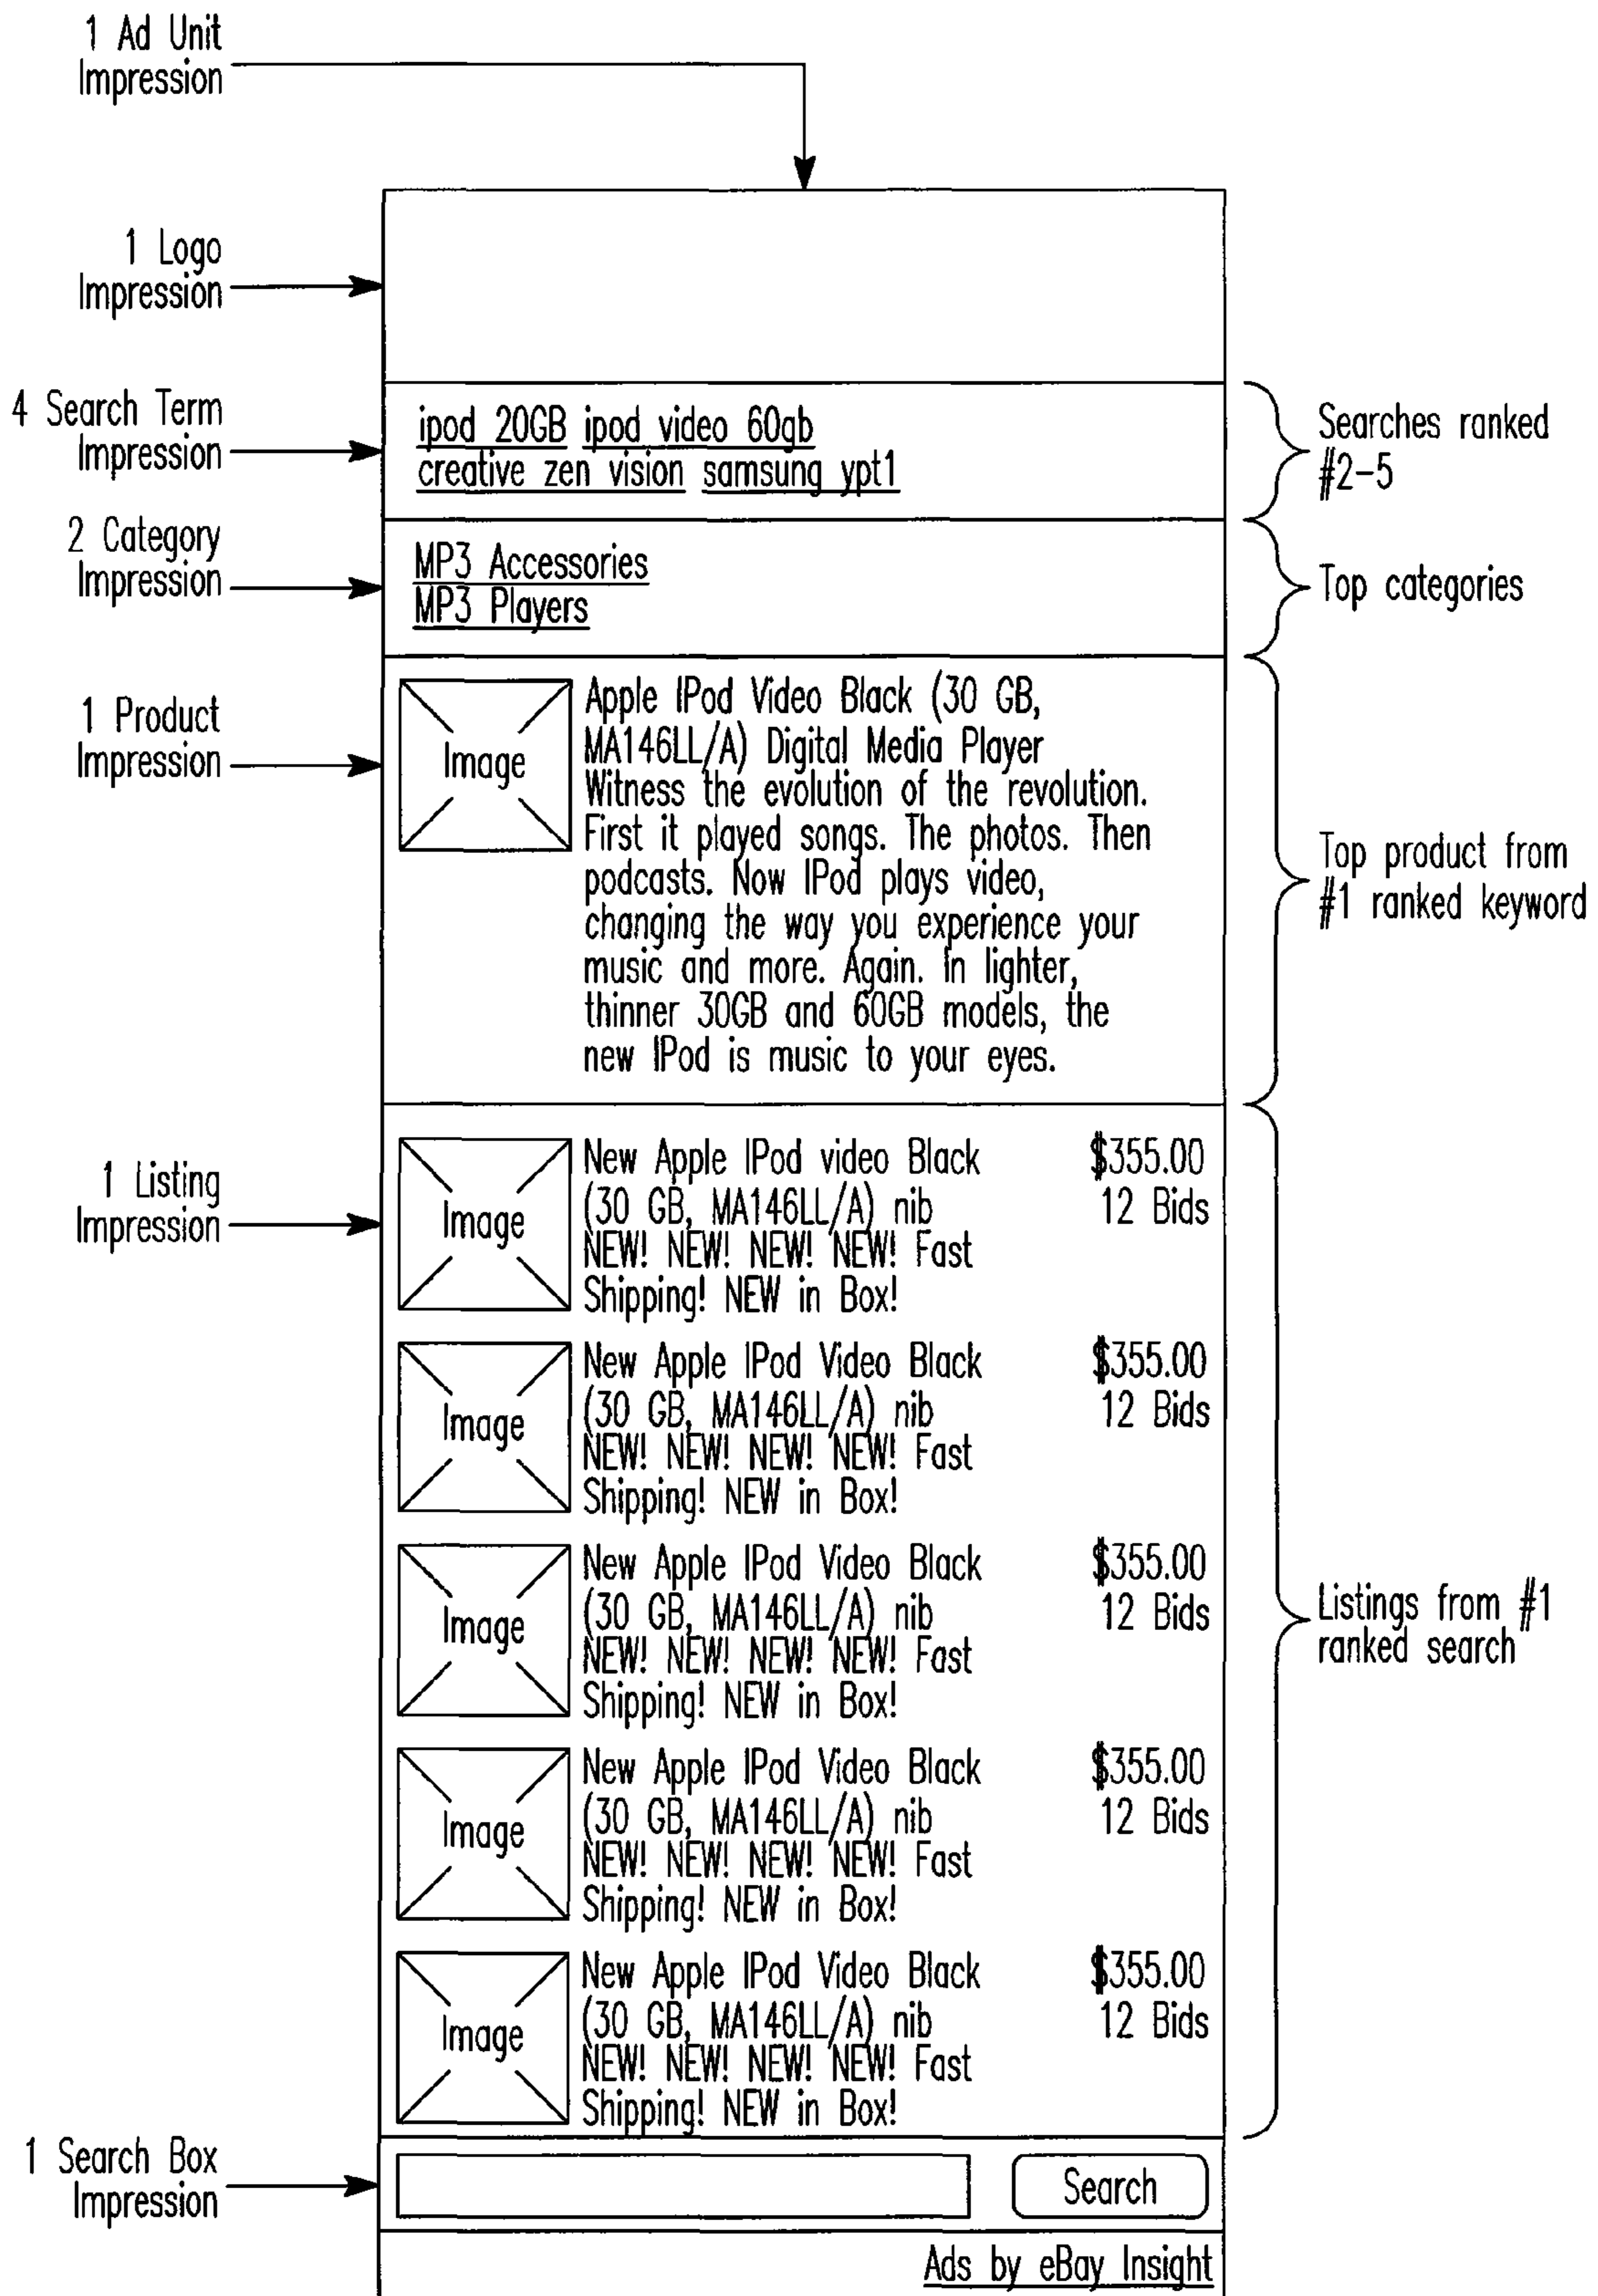 1 Ad Unit
Impression
1 Logo
Impression
4 Search Term
Impression
ipod 20GB ipod video 60gb
creative zen vision samsung ypt1
Searches ranked
#2-5
2 Category
Impression
MP3 Accessories
MP3 Players
Top categories
1 Product
Impression
Image
Apple IPod Video Black (30 GB,
MA146LL/A) Digital Media Player
Witness the evolution of the revolution.
First it played songs. The photos. Then
podcasts. Now IPod plays video,
changing the way you experience your
music and more. Again. In lighter,
thinner 30GB and 60GB models, the
new IPod is music to your eyes.
Top product from
#1 ranked keyword
1 Listing
Impression
Image
New Apple IPod video Black $355.00
(30 GB, MA146LL/A) nib 12 Bids
NEW! NEW! NEW! NEW! Fast
Shipping! NEW in Box!
Image
New Apple IPod Video Black $355.00
(30 GB, MA146LL/A) nib 12 Bids
NEW! NEW! NEW! NEW! Fast
Shipping! NEW in Box!
Image
New Apple IPod Video Black $355.00
(30 GB, MA146LL/A) nib 12 Bids
NEW! NEW! NEW! NEW! Fast
Shipping! NEW in Box!
Image
New Apple IPod Video Black $355.00
(30 GB, MA146LL/A) nib 12 Bids
NEW! NEW! NEW! NEW! Fast
Shipping! NEW in Box!
Image
New Apple IPod Video Black $355.00
(30 GB, MA146LL/A) nib 12 Bids
NEW! NEW! NEW! NEW! Fast
Shipping! NEW in Box!
Listings from #1
ranked search
1 Search Box
Impression
Search
Ads by eBay Insight